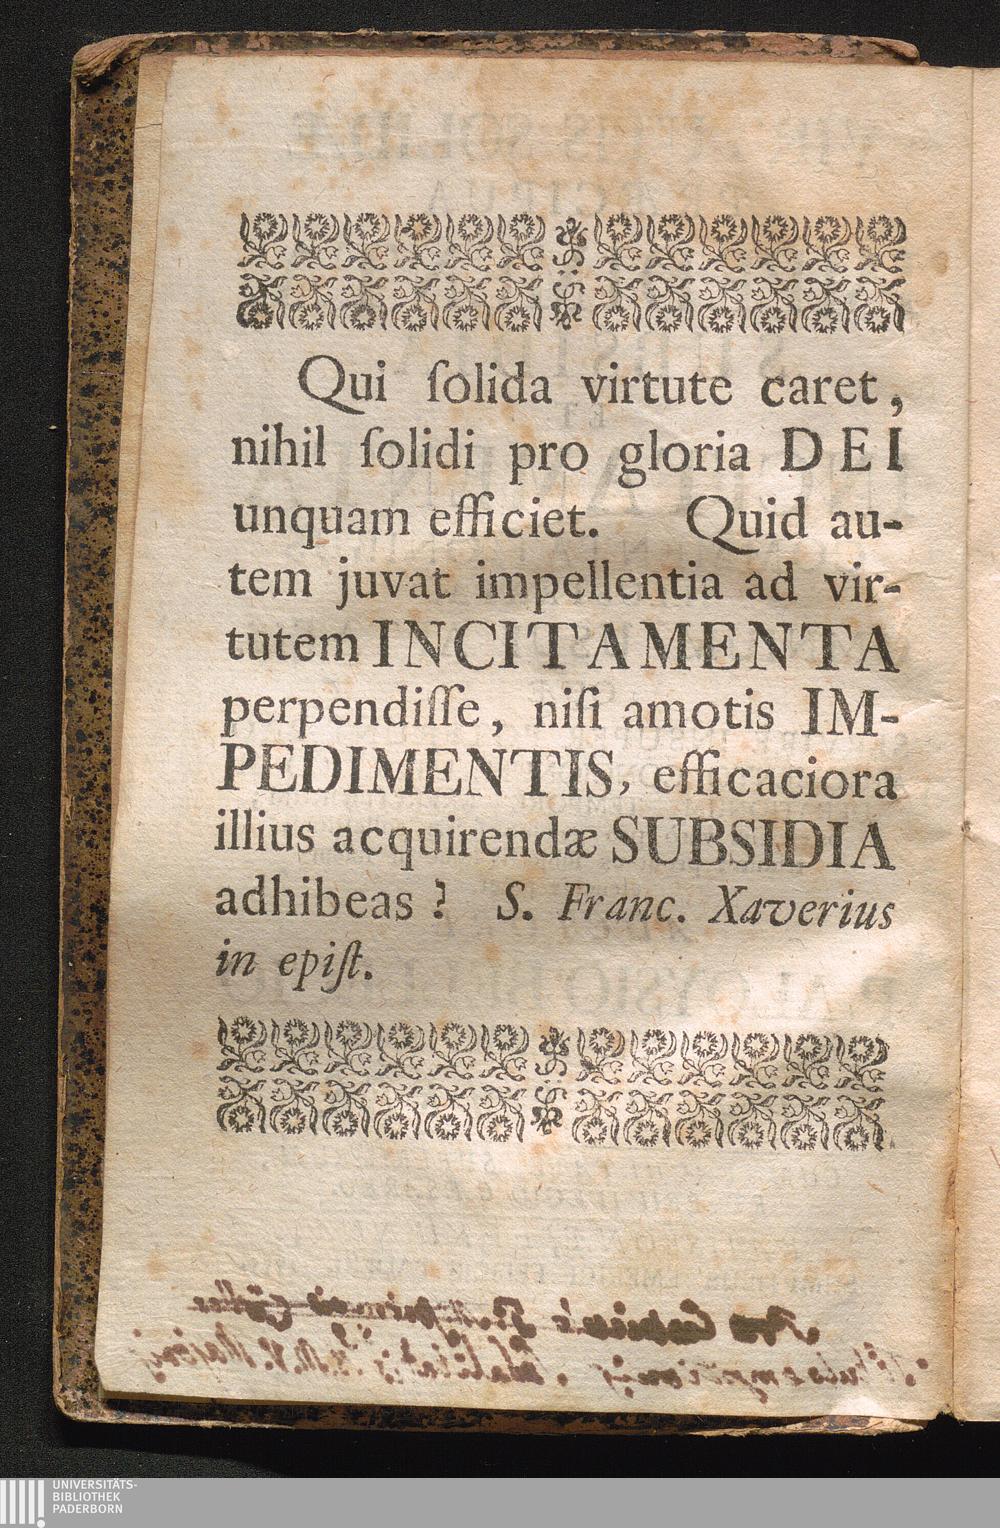 Qui ſolida virtute caret,
nihil ſolidi pro gloria DEI
unquam efficiet. Quid au-
tem juvat impellentia ad vir-
tutem INCITAMENTA
perpendiſſe, niſi amotis IM-
PEDIMENTIS, efficaciora
illius acquirendæ SUBSIDIA
adhibeas? S. Franc. Xaverius
in epiſt.
UNIVERSITÄTS-
BIBLIOTHEK
PADERBORN